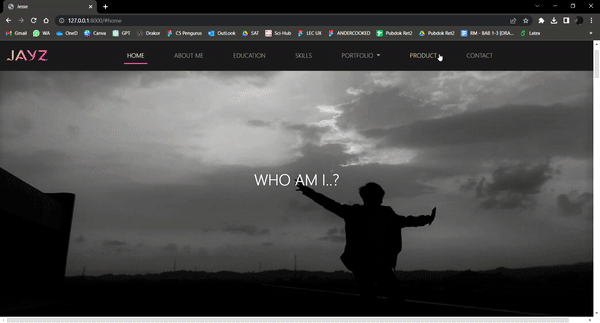 Jesse
127.0.0.1:8000/#home
Gmail WA OneD Canva GPT Drakor CS Pengurus OutLook Sat Sci-Hub LEC UX ANDERCOOKED Pubdok Ret2 Pubdok Ret2 RM - BAB 1-3 (DRA... Latex
JAYZ HOME ABOUT ME EDUCATION SKILLS PORTFOLIO PRODUCT CONTACT
WHO AM I..?